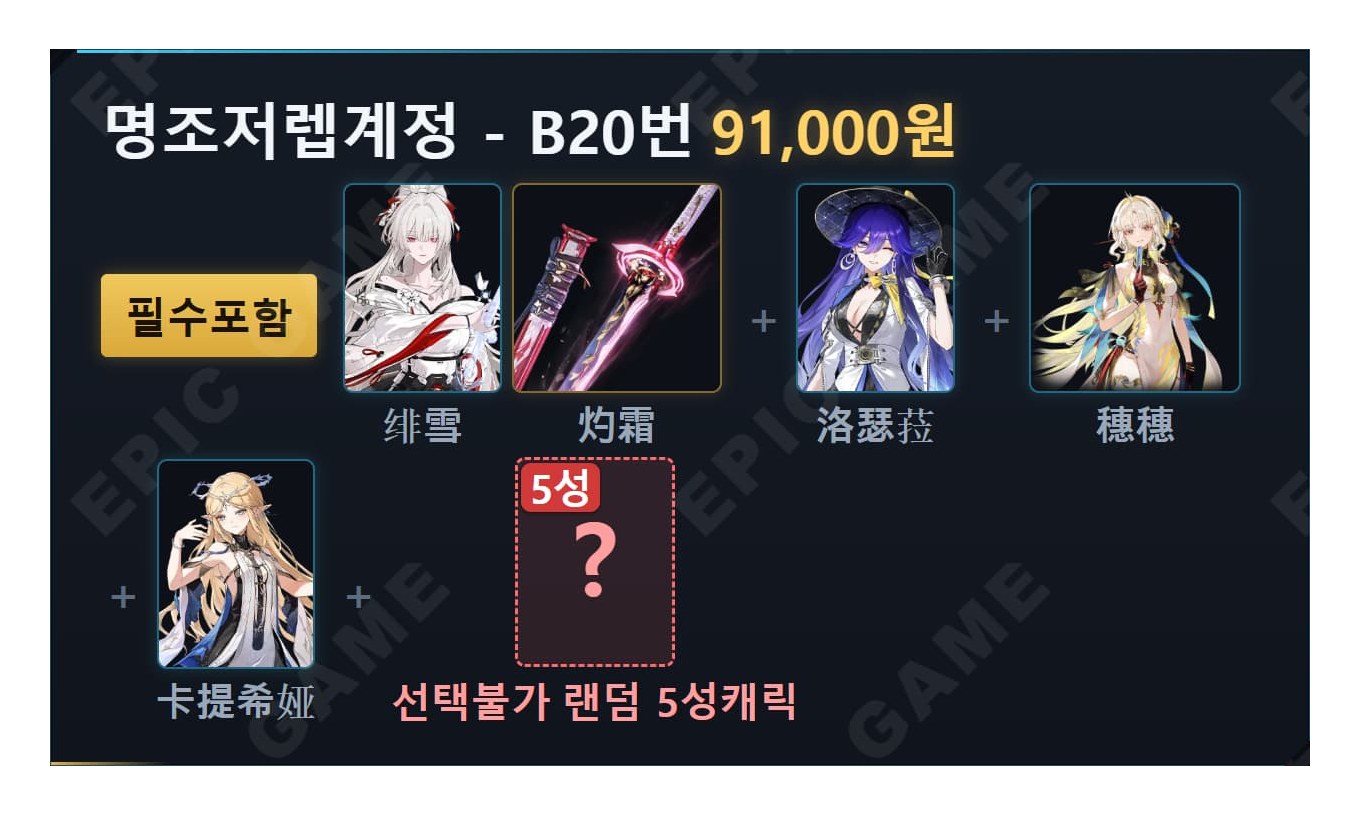 명조저렙계정 - B20번 91,000원
필수포함
+
+
绯雪
灼霜
洛瑟菈
穗穗
+
+
5성
?
卡提希娅
선택불가 랜덤 5성캐릭
EPIC GAME